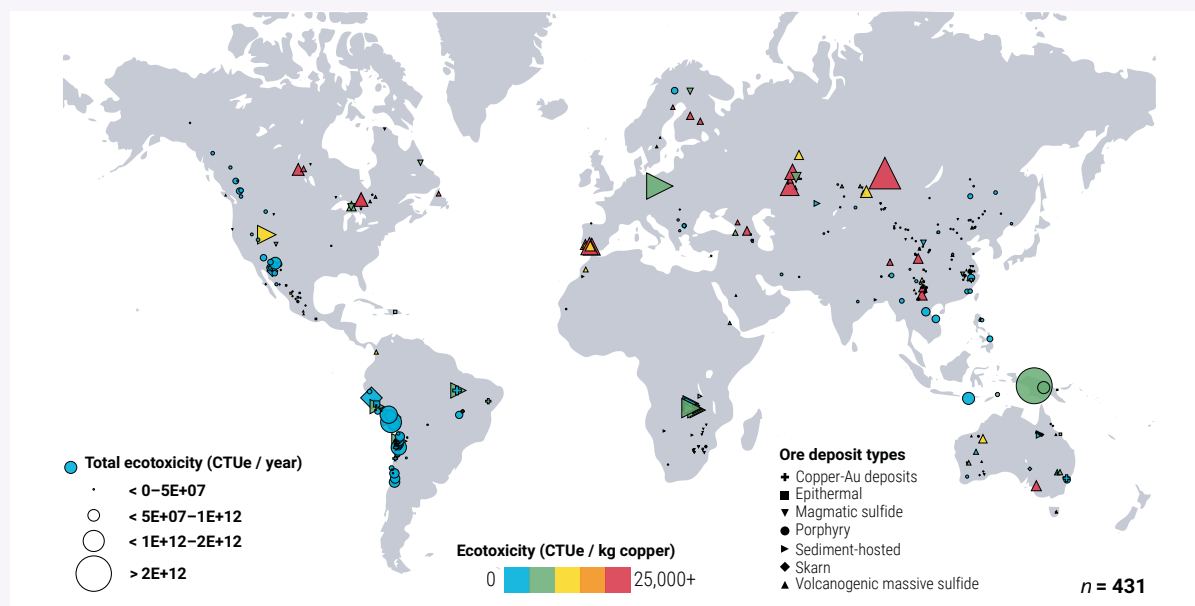 Total ecotoxicity (CTUe / year)
< 0–5E+07
< 5E+07–1E+12
< 1E+12–2E+12
> 2E+12
Ecotoxicity (CTUe / kg copper)
0 25,000+
Ore deposit types
Copper-Au deposits
Epithermal
Magmatic sulfide
Porphyry
Sediment-hosted
Skarn
Volcanogenic massive sulfide
n = 431